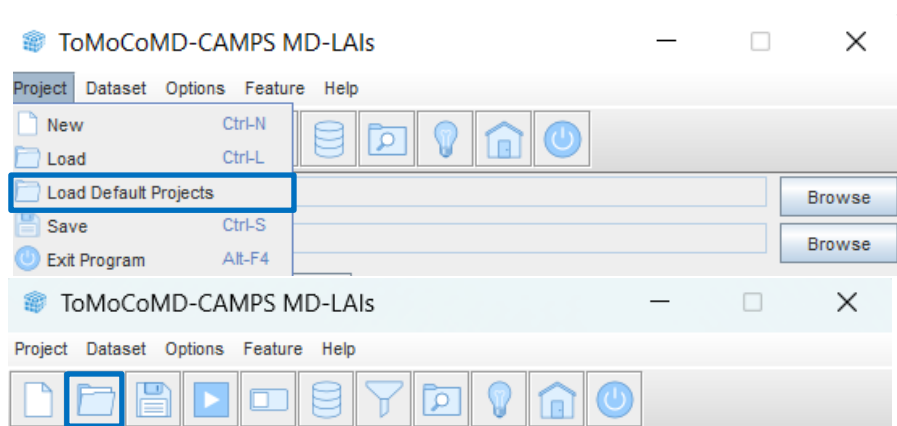 ToMoCoMD-CAMPS MD-LAIs
Project Dataset Options Feature Help
New Ctrl-N
Load Ctrl-L
Load Default Projects
Browse
Save Ctrl-S
Browse
Exit Program Alt-F4
ToMoCoMD-CAMPS MD-LAIs
Project Dataset Options Feature Help